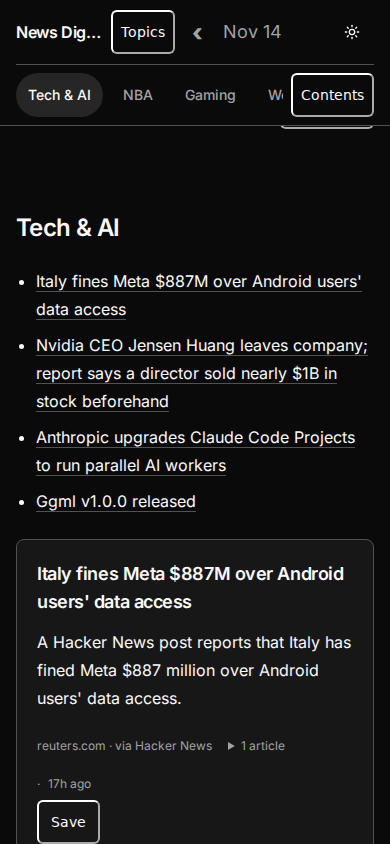 News Dig...
Topics
‹
Nov 14
Tech & AI
NBA
Gaming
Contents
Tech & AI
Italy fines Meta $887M over Android users'
data access
Nvidia CEO Jensen Huang leaves company;
report says a director sold nearly $1B in
stock beforehand
Anthropic upgrades Claude Code Projects
to run parallel AI workers
Ggml v1.0.0 released
Italy fines Meta $887M over Android
users' data access
A Hacker News post reports that Italy has
fined Meta $887 million over Android
users' data access.
reuters.com · via Hacker News ▶ 1 article
· 17h ago
Save